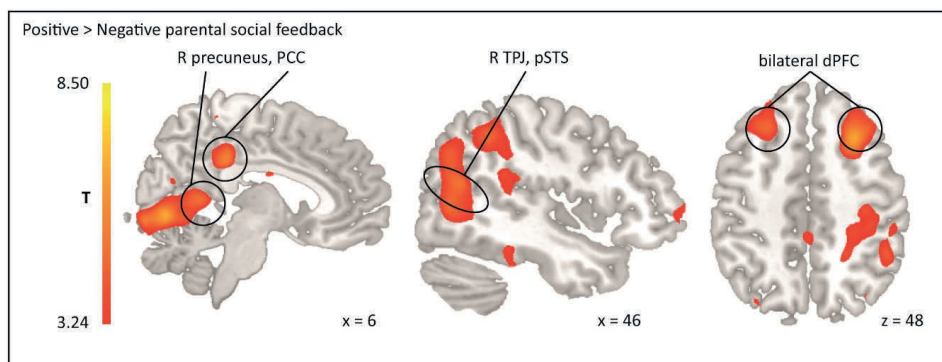 Positive > Negative parental social feedback
R precuneus, PCC
R TPJ, pSTS
bilateral dPFC
8.50
T
3.24
x = 6
x = 46
z = 48